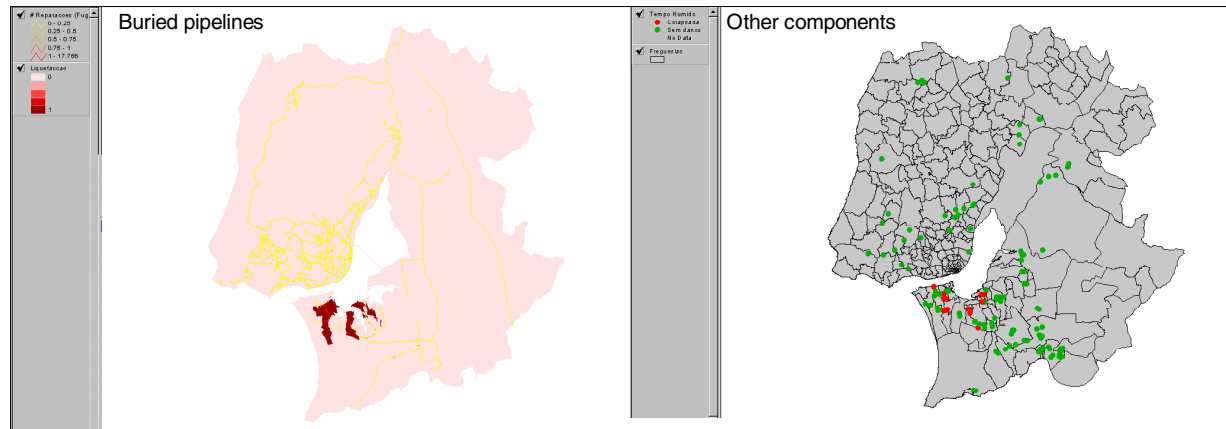 # Reparacoes (Fug
0 - 0.25
0.25 - 0.5
0.5 - 0.75
0.75 - 1
1 - 17.766
Liquefaccao
0
1
Buried pipelines
Tempo Humido
Colapsada
Sem danos
No Data
Freguesias
Other components